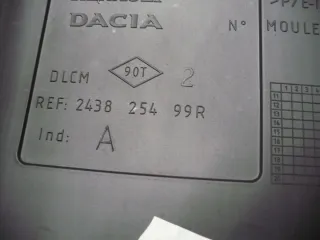 DACIA
N° MOULE
DLCM 90T 2
REF: 2438 254 99R
Ind: A